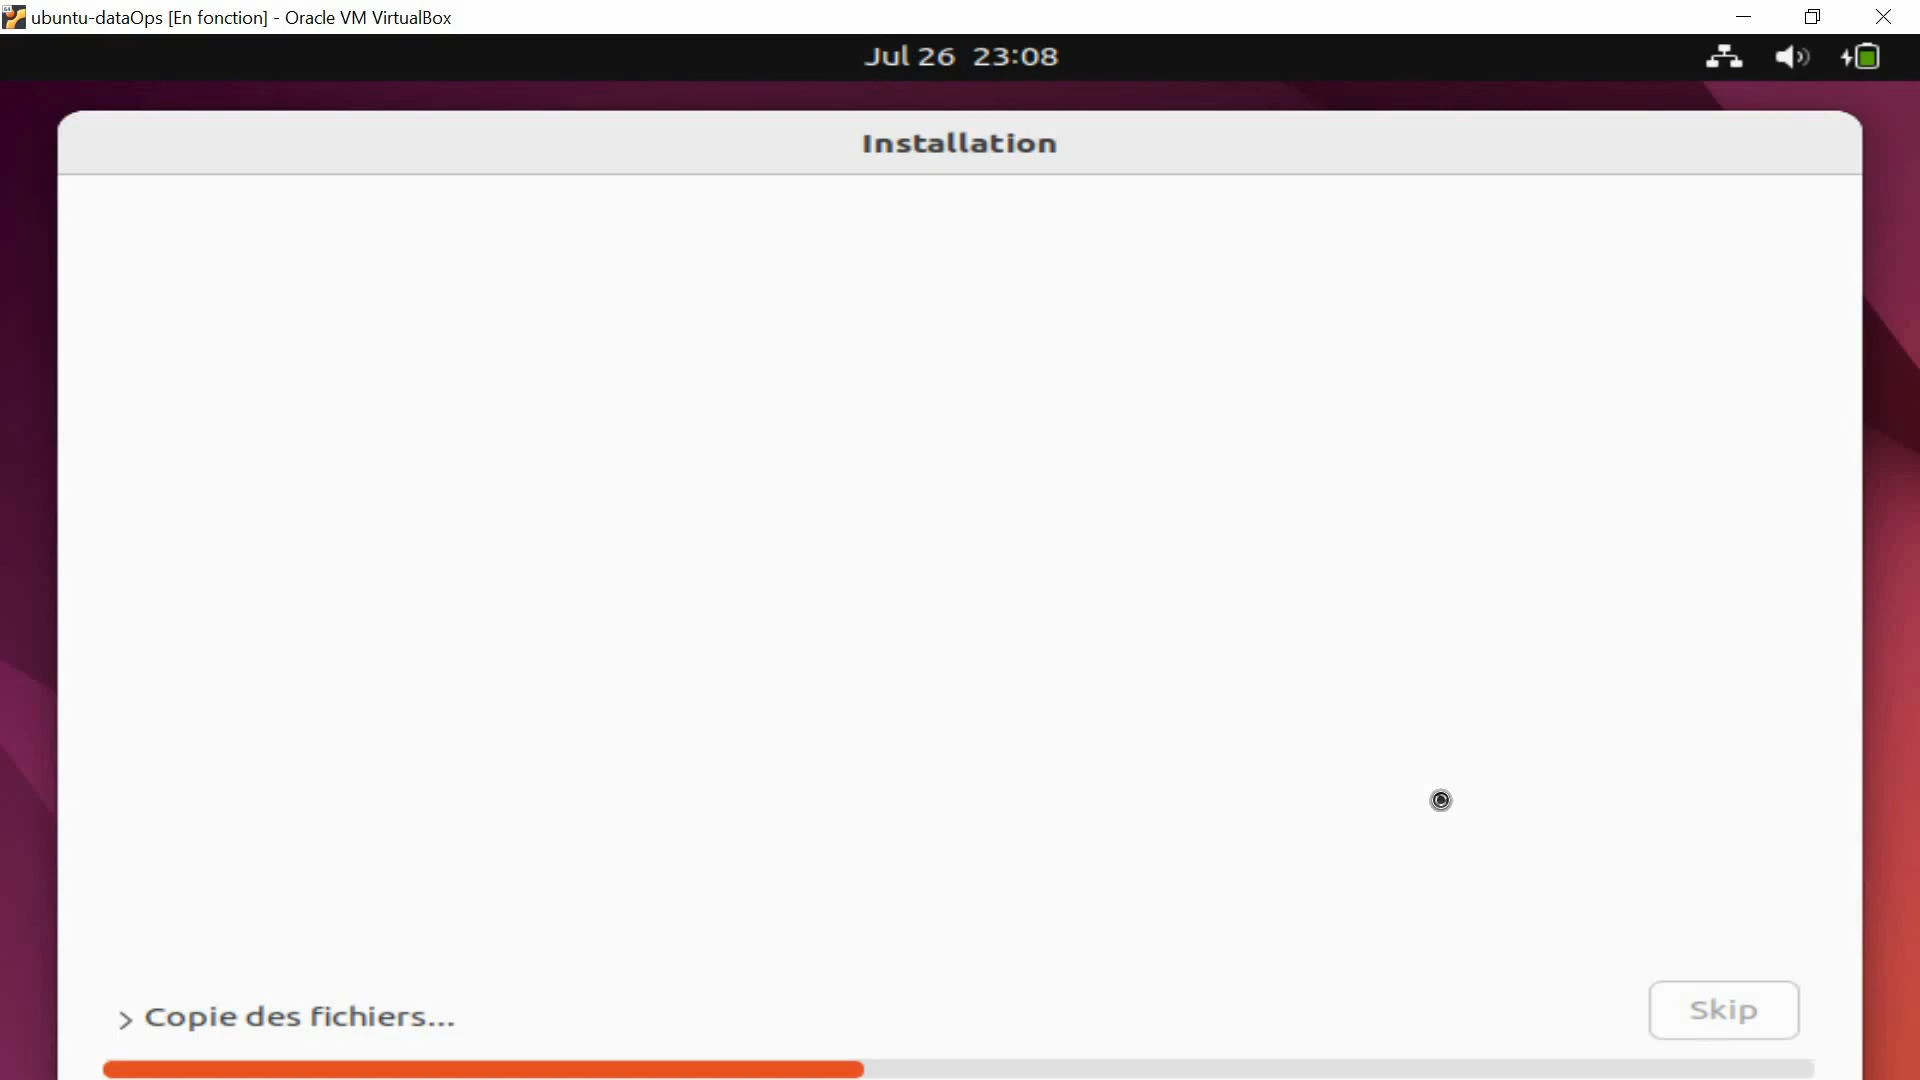 ubuntu-dataOps [En fonction] - Oracle VM VirtualBox
Jul 26 23:08
Installation
> Copie des fichiers...
Skip